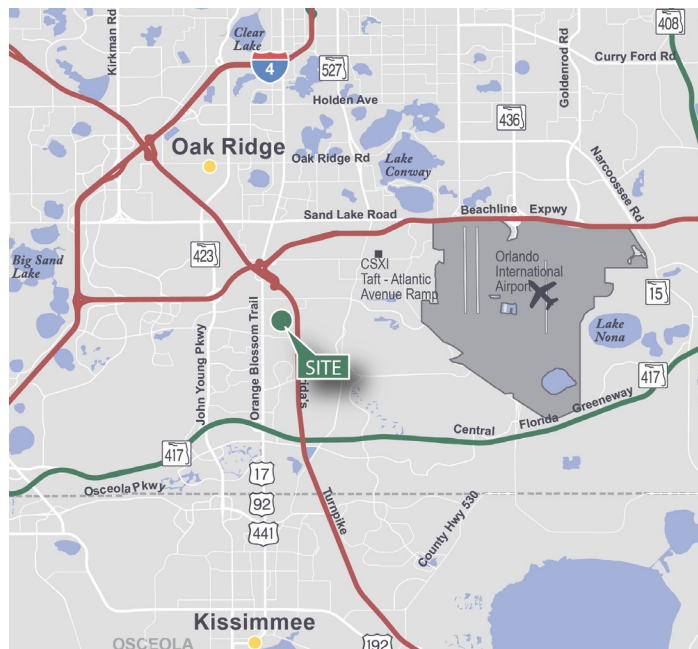 Kirkman Rd
Clear
Lake
4
527
408
Curry Ford Rd
Goldenrod Rd
Holden Ave
436
Oak Ridge
Oak Ridge Rd
Lake
Conway
Narcoossee Rd
Sand Lake Road
Beachline Expwy
423
Big Sand
Lake
CSXI
Taft - Atlantic
Avenue Ramp
Orlando
International
Airport
15
John Young Pkwy
Orange Blossom Trail
Lake
Nona
SITE
rida's
417
Central Florida Greeneway
417
Osceola Pkwy
17
92
441
Turnpike
County Hwy 530
Kissimmee
OSCEOLA
192